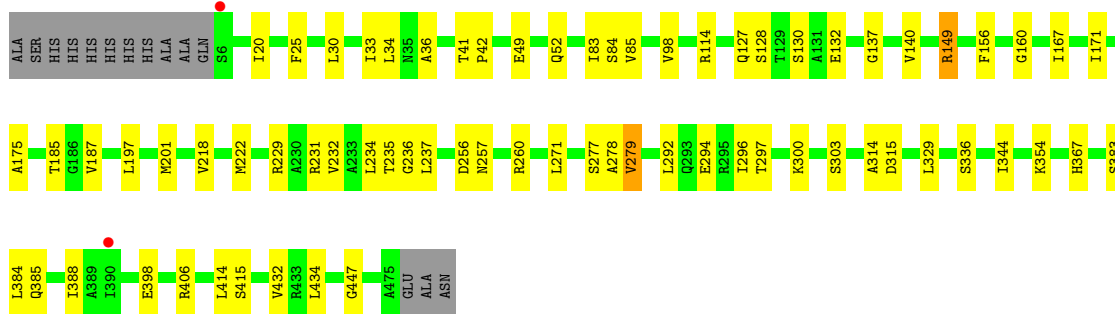 ALA SER HIS HIS HIS HIS HIS HIS ALA ALA GLN S6 I20 F25 L30 I33 L34 N35 A36 T41 P42 E49 Q52 I83 S84 V85 V98 R114 Q127 S128 T129 S130 A131 E132 G137 V140 R149 F156 G160 I167 I171
A175 T185 G186 V187 L197 M201 V218 M222 R229 A230 R231 V232 A233 L234 T235 G236 L237 D256 N257 R260 L271 S277 A278 V279 L292 Q293 E294 R295 I296 T297 K300 S303 A314 D315 L329 S336 I344 K354 H367 S383
L384 Q385 I388 A389 I390 E398 R406 L414 S415 V432 R433 L434 G447 A475 GLU ALA ASN